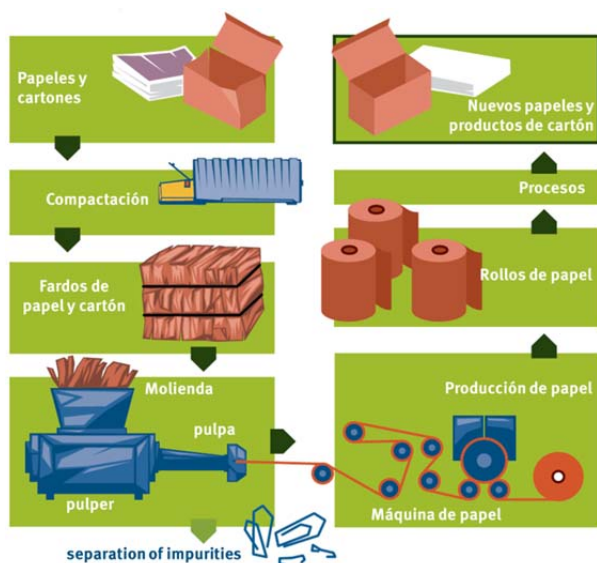 Papeles y
cartones
Compactación
Fardos de
papel y cartón
Molienda
pulpa
pulper
separation of impurities
Producción de papel
Máquina de papel
Rollos de papel
Procesos
Nuevos papeles y
productos de cartón